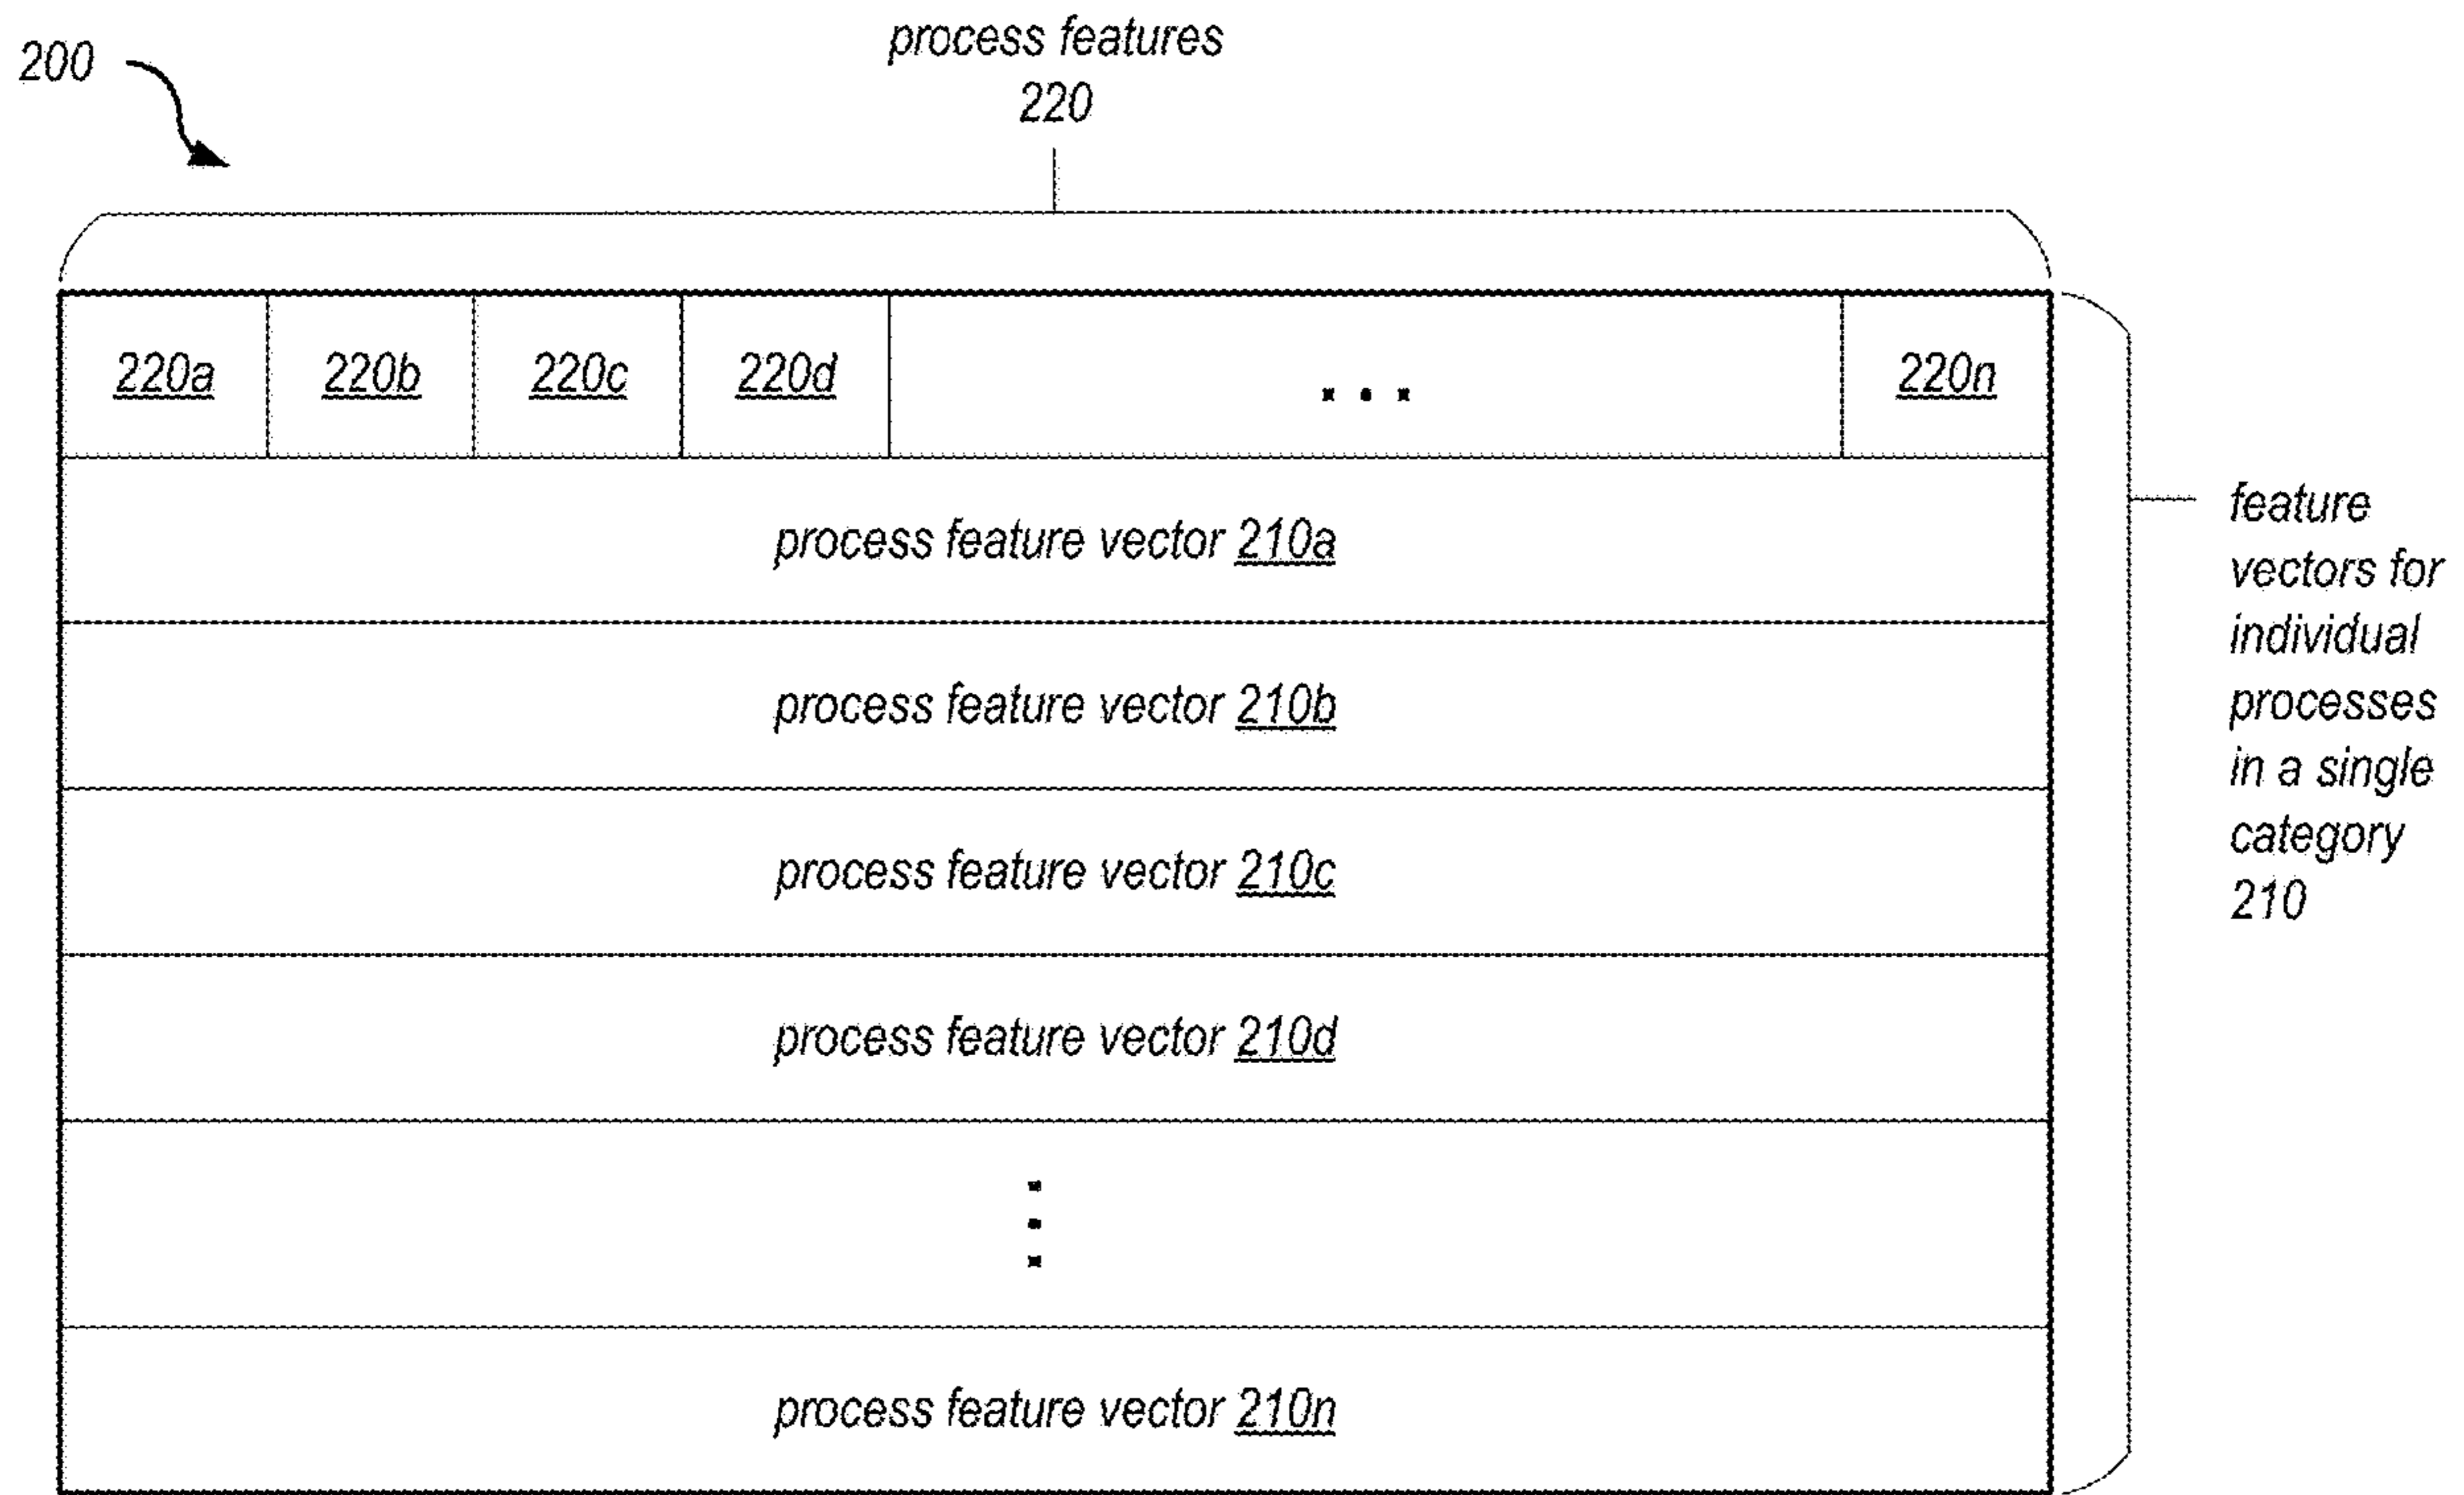 200
process features
220
220a 220b 220c 220d ... 220n
process feature vector 210a
process feature vector 210b
process feature vector 210c
process feature vector 210d
process feature vector 210n
feature
vectors for
individual
processes
in a single
category
210